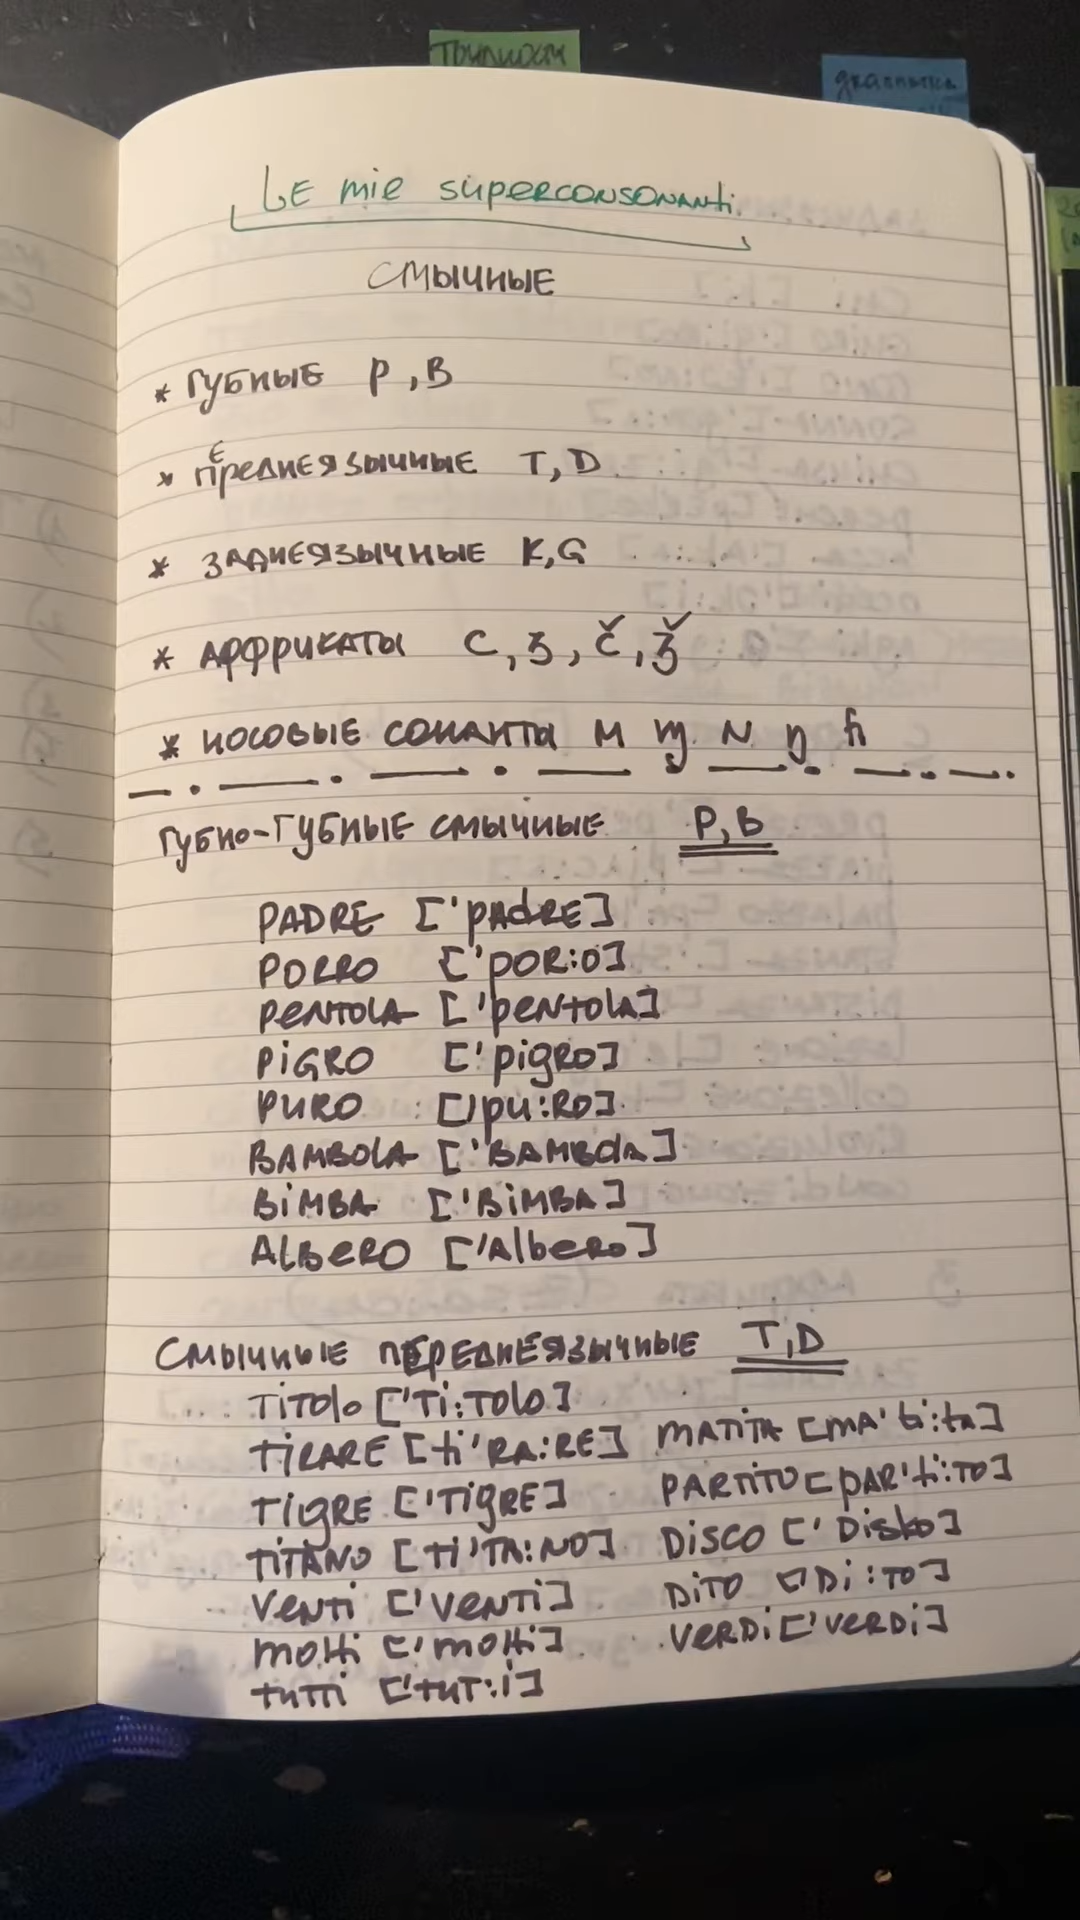 Точность
Le mie superconsonanti
смычные
* губные P, B
* переднеязычные T, D
* заднеязычные K, G
* аффрикаты C, ʒ, č, ǯ
* носовые сонанты M ɱ N ŋ ɦ
губно-губные смычные P, B
PADRE ['padre]
PORRO ['por:o]
PENTOLA ['pentola]
PIGRO ['pigro]
PURO ['pu:ro]
BAMBOLA ['bambola]
BIMBA ['bimba]
ALBERO ['albero]
Смычные переднеязычные T, D
TITOLO ['ti:tolo]
TIRARE [ti'ra:re] MATITA [ma'ti:ta]
TIGRE ['tigre] PARTITO [par'ti:to]
TITANO [ti'ta:no] DISCO ['disko]
VENTI ['venti] DITO ['di:to]
MOLTI ['molti] VERDI ['verdi]
TUTTI ['tut:i]